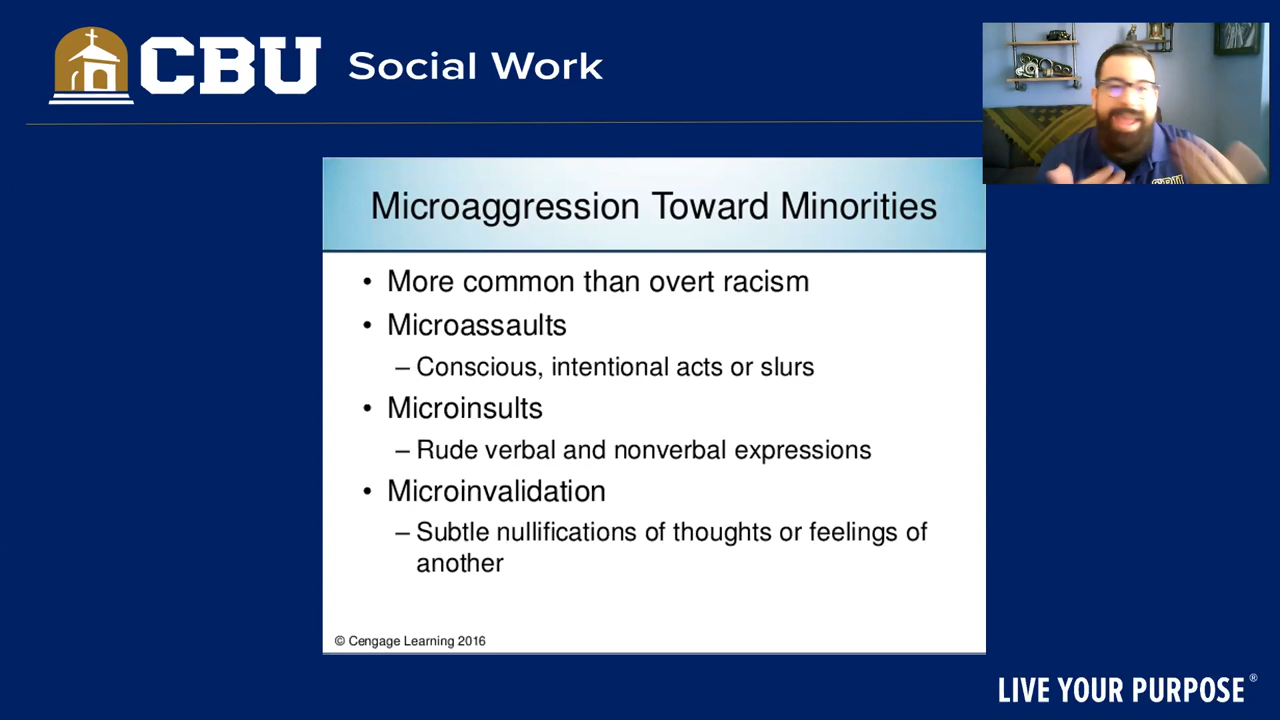 CBU Social Work
Microaggression Toward Minorities
• More common than overt racism
• Microassaults
– Conscious, intentional acts or slurs
• Microinsults
– Rude verbal and nonverbal expressions
• Microinvalidation
– Subtle nullifications of thoughts or feelings of
another
© Cengage Learning 2016
CBU
LIVE YOUR PURPOSE®